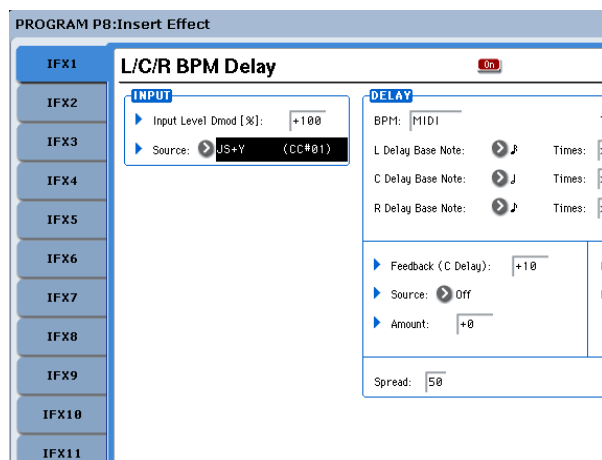 PROGRAM P8:Insert Effect
IFX1
IFX2
IFX3
IFX4
IFX5
IFX6
IFX7
IFX8
IFX9
IFX10
IFX11
L/C/R BPM Delay
On
INPUT
Input Level Dmod [%]: +100
Source: JS+Y (CC#01)
DELAY
BPM: MIDI
L Delay Base Note: ♪ Times:
C Delay Base Note: ♩ Times:
R Delay Base Note: ♪ Times:
Feedback (C Delay): +10
Source: Off
Amount: +0
Spread: 50